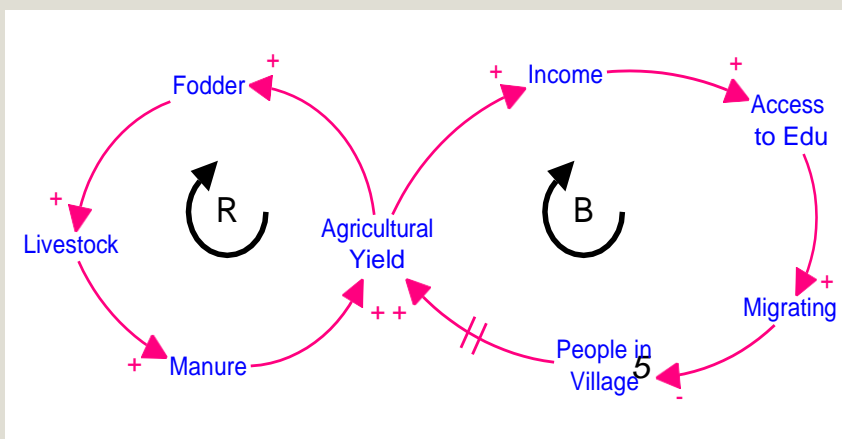 +
Fodder
+
Livestock
+
Manure
R
Agricultural
Yield
+ +
+
Income
+
Access
to Edu
B
+
Migrating
People in
Village
5
-